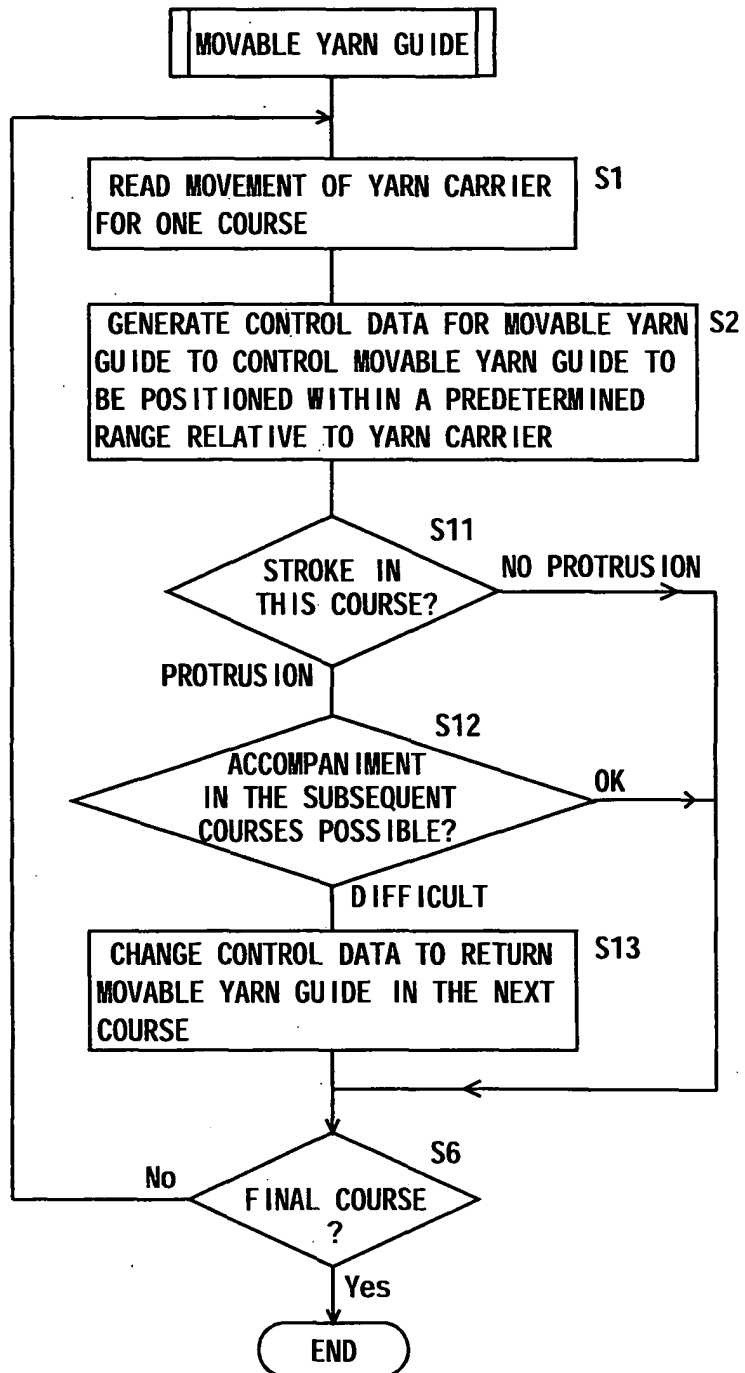 MOVABLE YARN GUIDE
READ MOVEMENT OF YARN CARRIER
FOR ONE COURSE
S1
GENERATE CONTROL DATA FOR MOVABLE YARN
GUIDE TO CONTROL MOVABLE YARN GUIDE TO
BE POSITIONED WITHIN A PREDETERMINED
RANGE RELATIVE TO YARN CARRIER
S2
S11
STROKE IN
THIS COURSE?
NO PROTRUSION
PROTRUSION
S12
ACCOMPANIMENT
IN THE SUBSEQUENT
COURSES POSSIBLE?
OK
DIFFICULT
CHANGE CONTROL DATA TO RETURN
MOVABLE YARN GUIDE IN THE NEXT
COURSE
S13
S6
No
FINAL COURSE
?
Yes
END